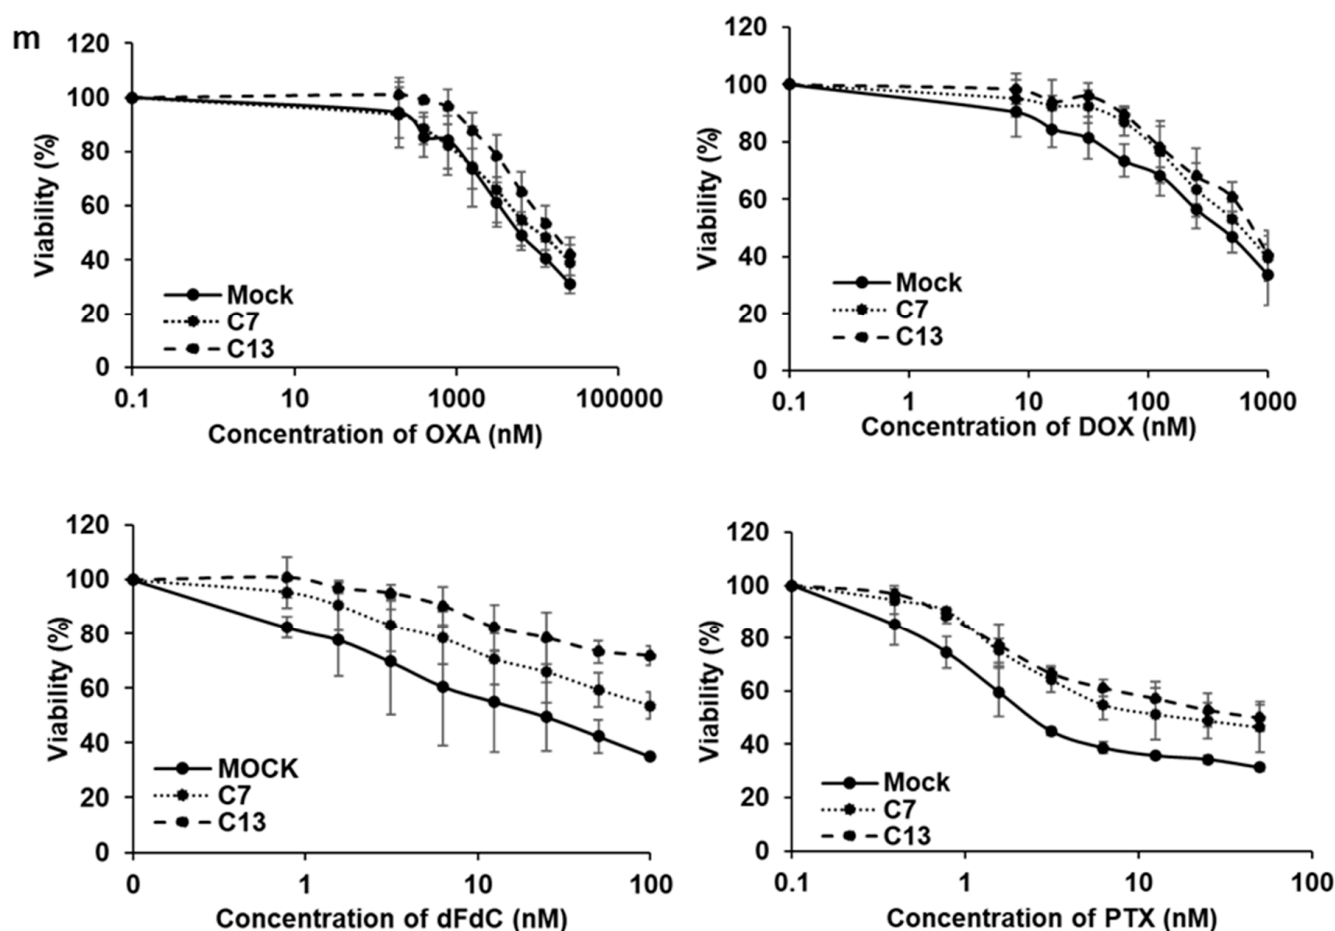 m
120
100
80
60
40
20
0
Viability (%)
Mock
C7
C13
0.1 10 1000 100000
Concentration of OXA (nM)
120
100
80
60
40
20
0
Viability (%)
Mock
C7
C13
0.1 1 10 100 1000
Concentration of DOX (nM)
120
100
80
60
40
20
0
Viability (%)
MOCK
C7
C13
0 1 10 100
Concentration of dFdC (nM)
120
100
80
60
40
20
0
Viability (%)
Mock
C7
C13
0.1 1 10 100
Concentration of PTX (nM)